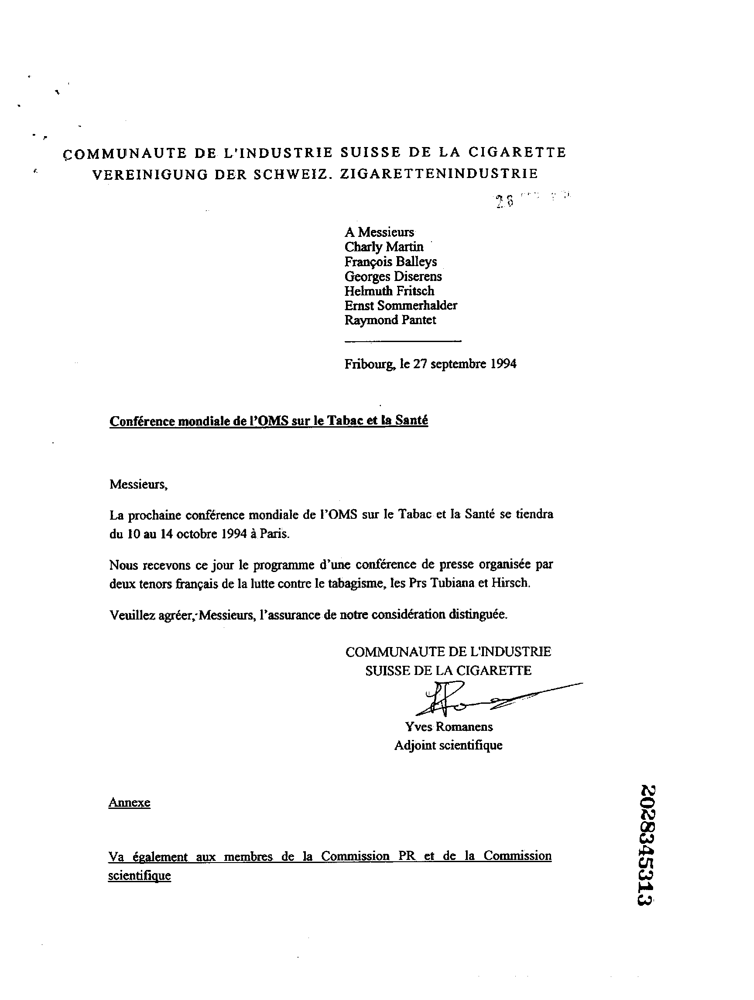 COMMUNAUTE DE L'INDUSTRIE SUISSE DE LA CIGARETTE
VEREINIGUNG DER SCHWEIZ. ZIGARETTENINDUSTRIE
28
A Messieurs
Charly Martin
François Balleys
Georges Diserens
Helmuth Fritsch
Ernst Sommerhalder
Raymond Pantet
Fribourg, le 27 septembre 1994
Conférence mondiale de l'OMS sur le Tabac et la Santé
Messieurs,
La prochaine conférence mondiale de l'OMS sur le Tabac et la Santé se tiendra
du 10 au 14 octobre 1994 à Paris.
Nous recevons ce jour le programme d'une conférence de presse organisée par
deux tenors français de la lutte contre le tabagisme, les Prs Tubiana et Hirsch.
Veuillez agréer, Messieurs, l'assurance de notre considération distinguée.
COMMUNAUTE DE L'INDUSTRIE
SUISSE DE LA CIGARETTE
Yves Romanens
Adjoint scientifique
Annexe
Va également aux membres de la Commission PR et de la Commission
scientifique
2028345313